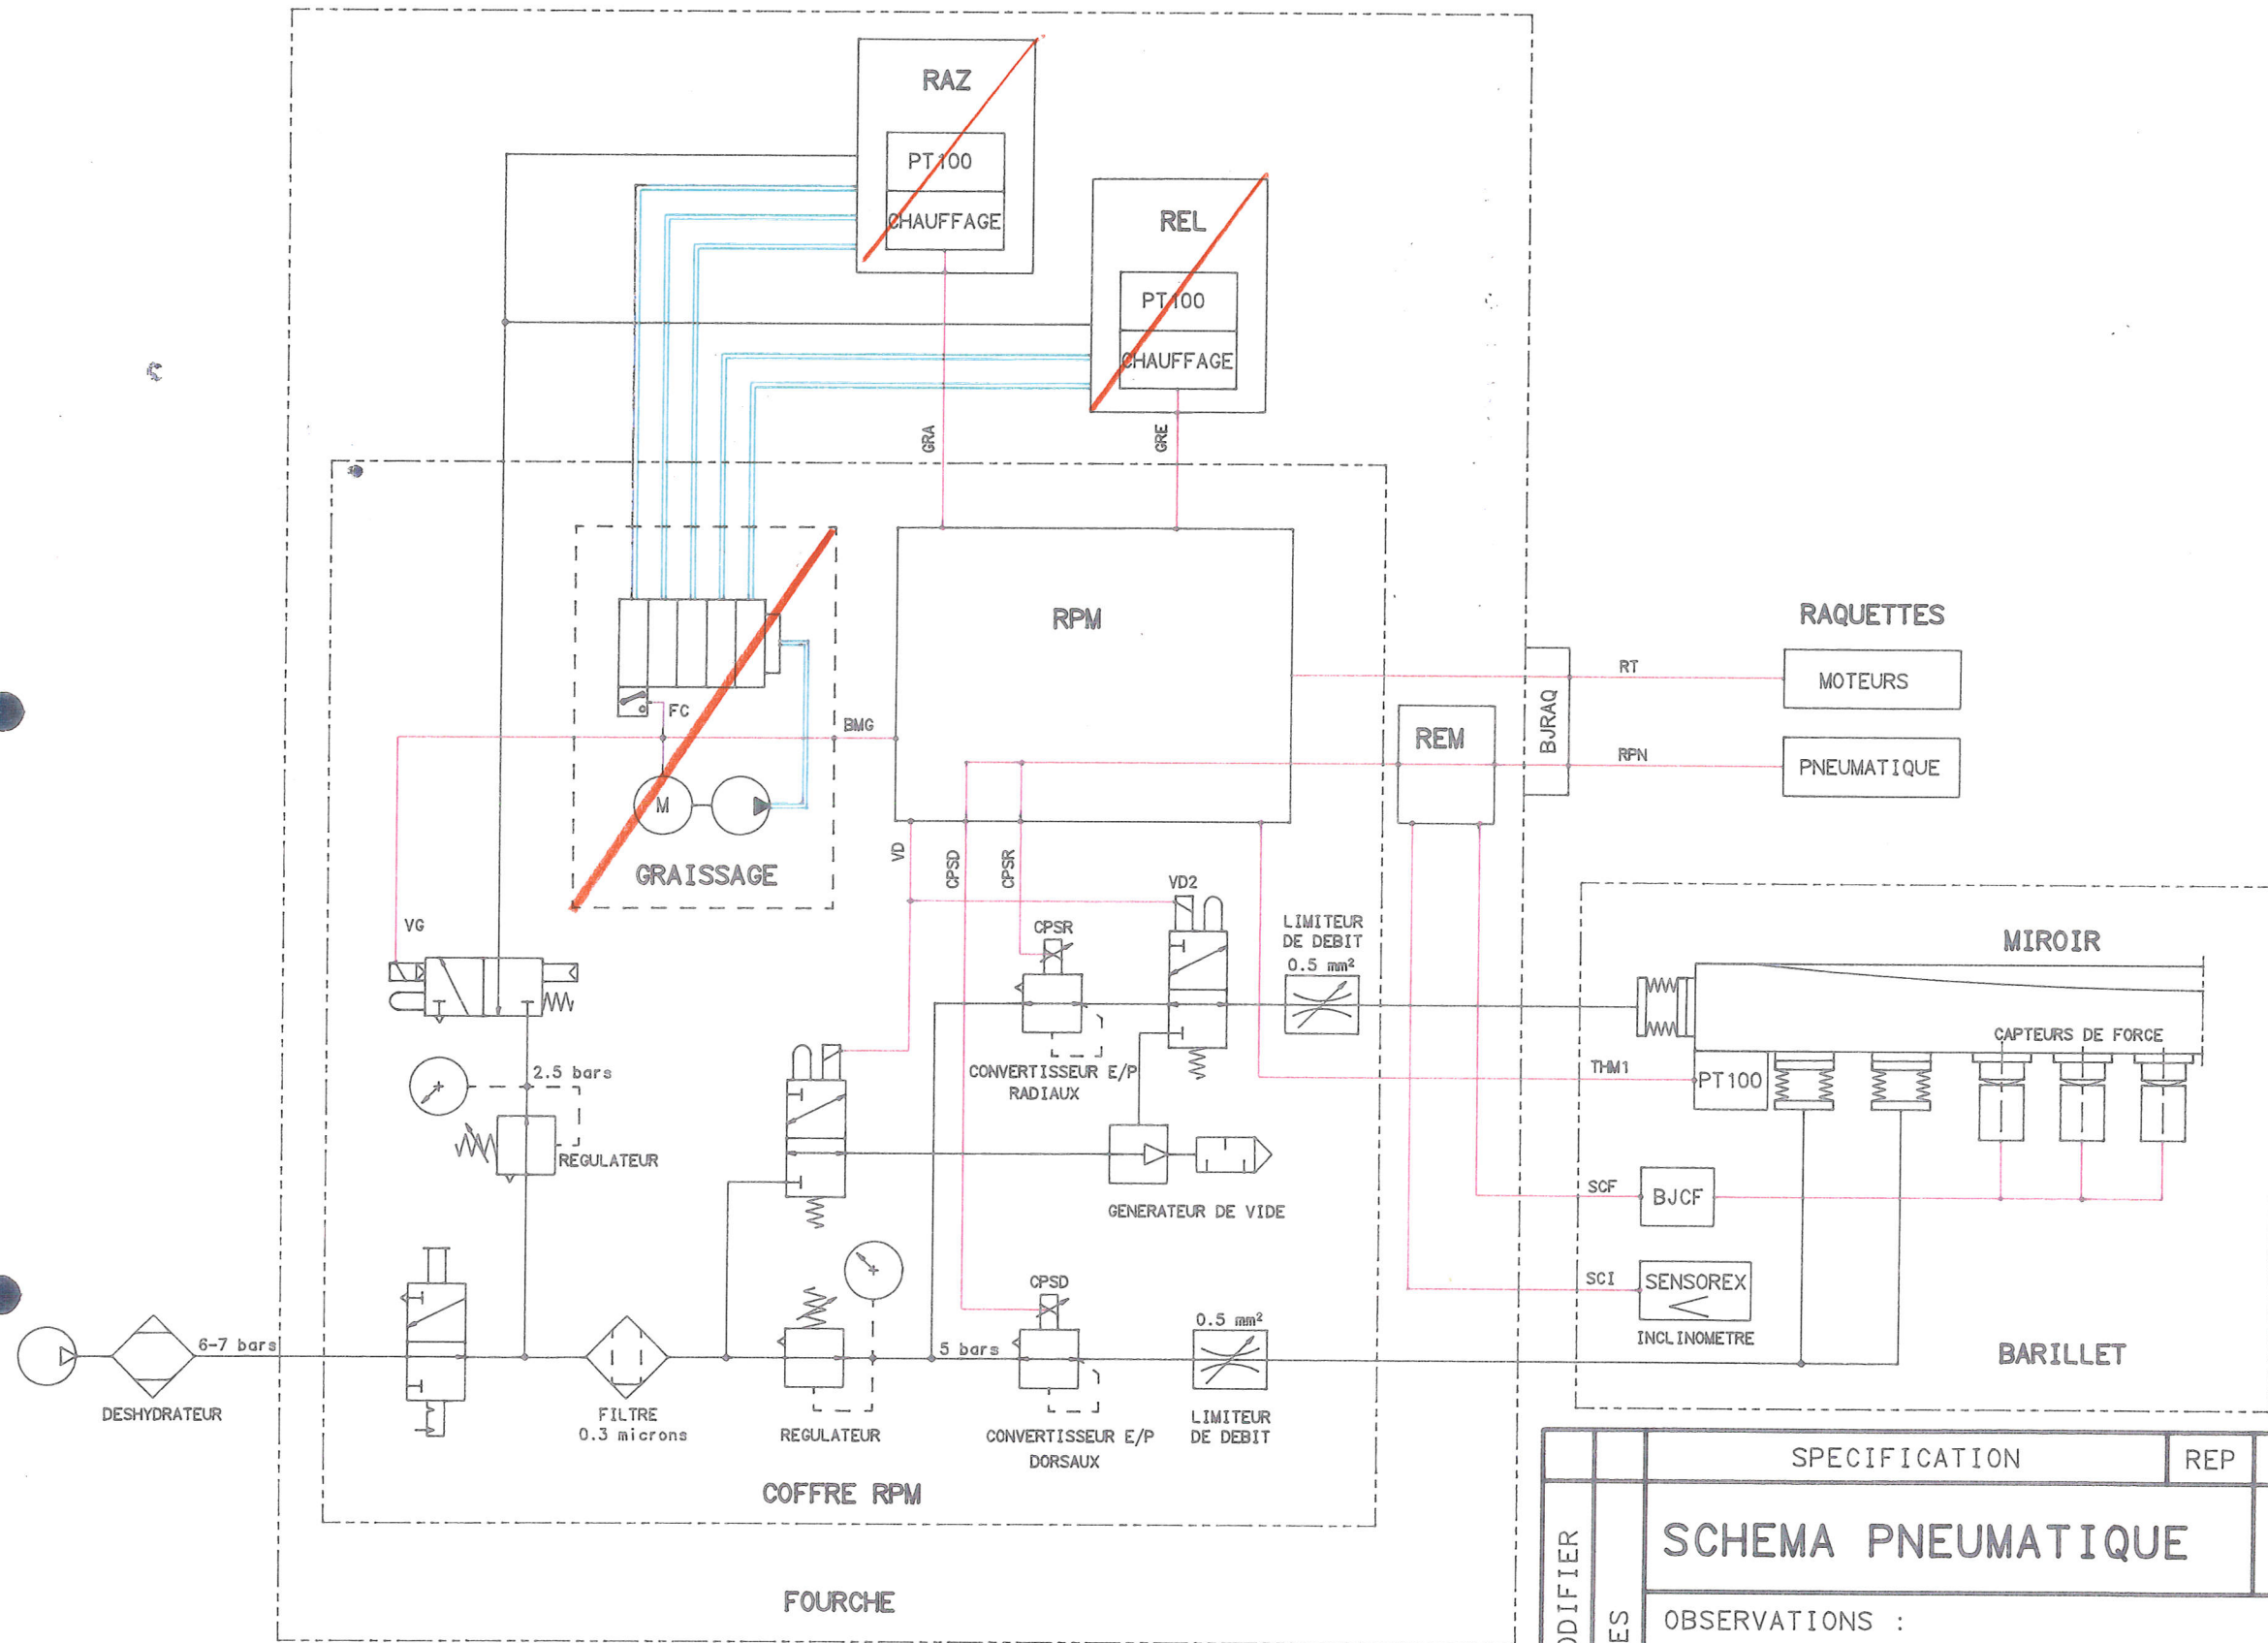 RAZ
PT100
CHAUFFAGE
REL
PT100
CHAUFFAGE
GRA
GRE
RPM
RAQUETTES
RT
MOTEURS
BJRAQ
REM
RPN
PNEUMATIQUE
FC
BMG
M
GRAISSAGE
VD
CPSD
CPSR
VD2
VG
CPSR
LIMITEUR
DE DEBIT
0.5 mm²
MIROIR
CAPTEURS DE FORCE
2.5 bars
CONVERTISSEUR E/P
RADIAUX
THM1
PT100
REGULATEUR
GENERATEUR DE VIDE
SCF
BJCF
CPSD
SCI
SENSOREX
INCLINOMETRE
6-7 bars
5 bars
0.5 mm²
BARILLET
DESHYDRATEUR
FILTRE
0.3 microns
REGULATEUR
CONVERTISSEUR E/P
DORSAUX
LIMITEUR
DE DEBIT
COFFRE RPM
FOURCHE
SPECIFICATION
REP
SCHEMA PNEUMATIQUE
OBSERVATIONS :